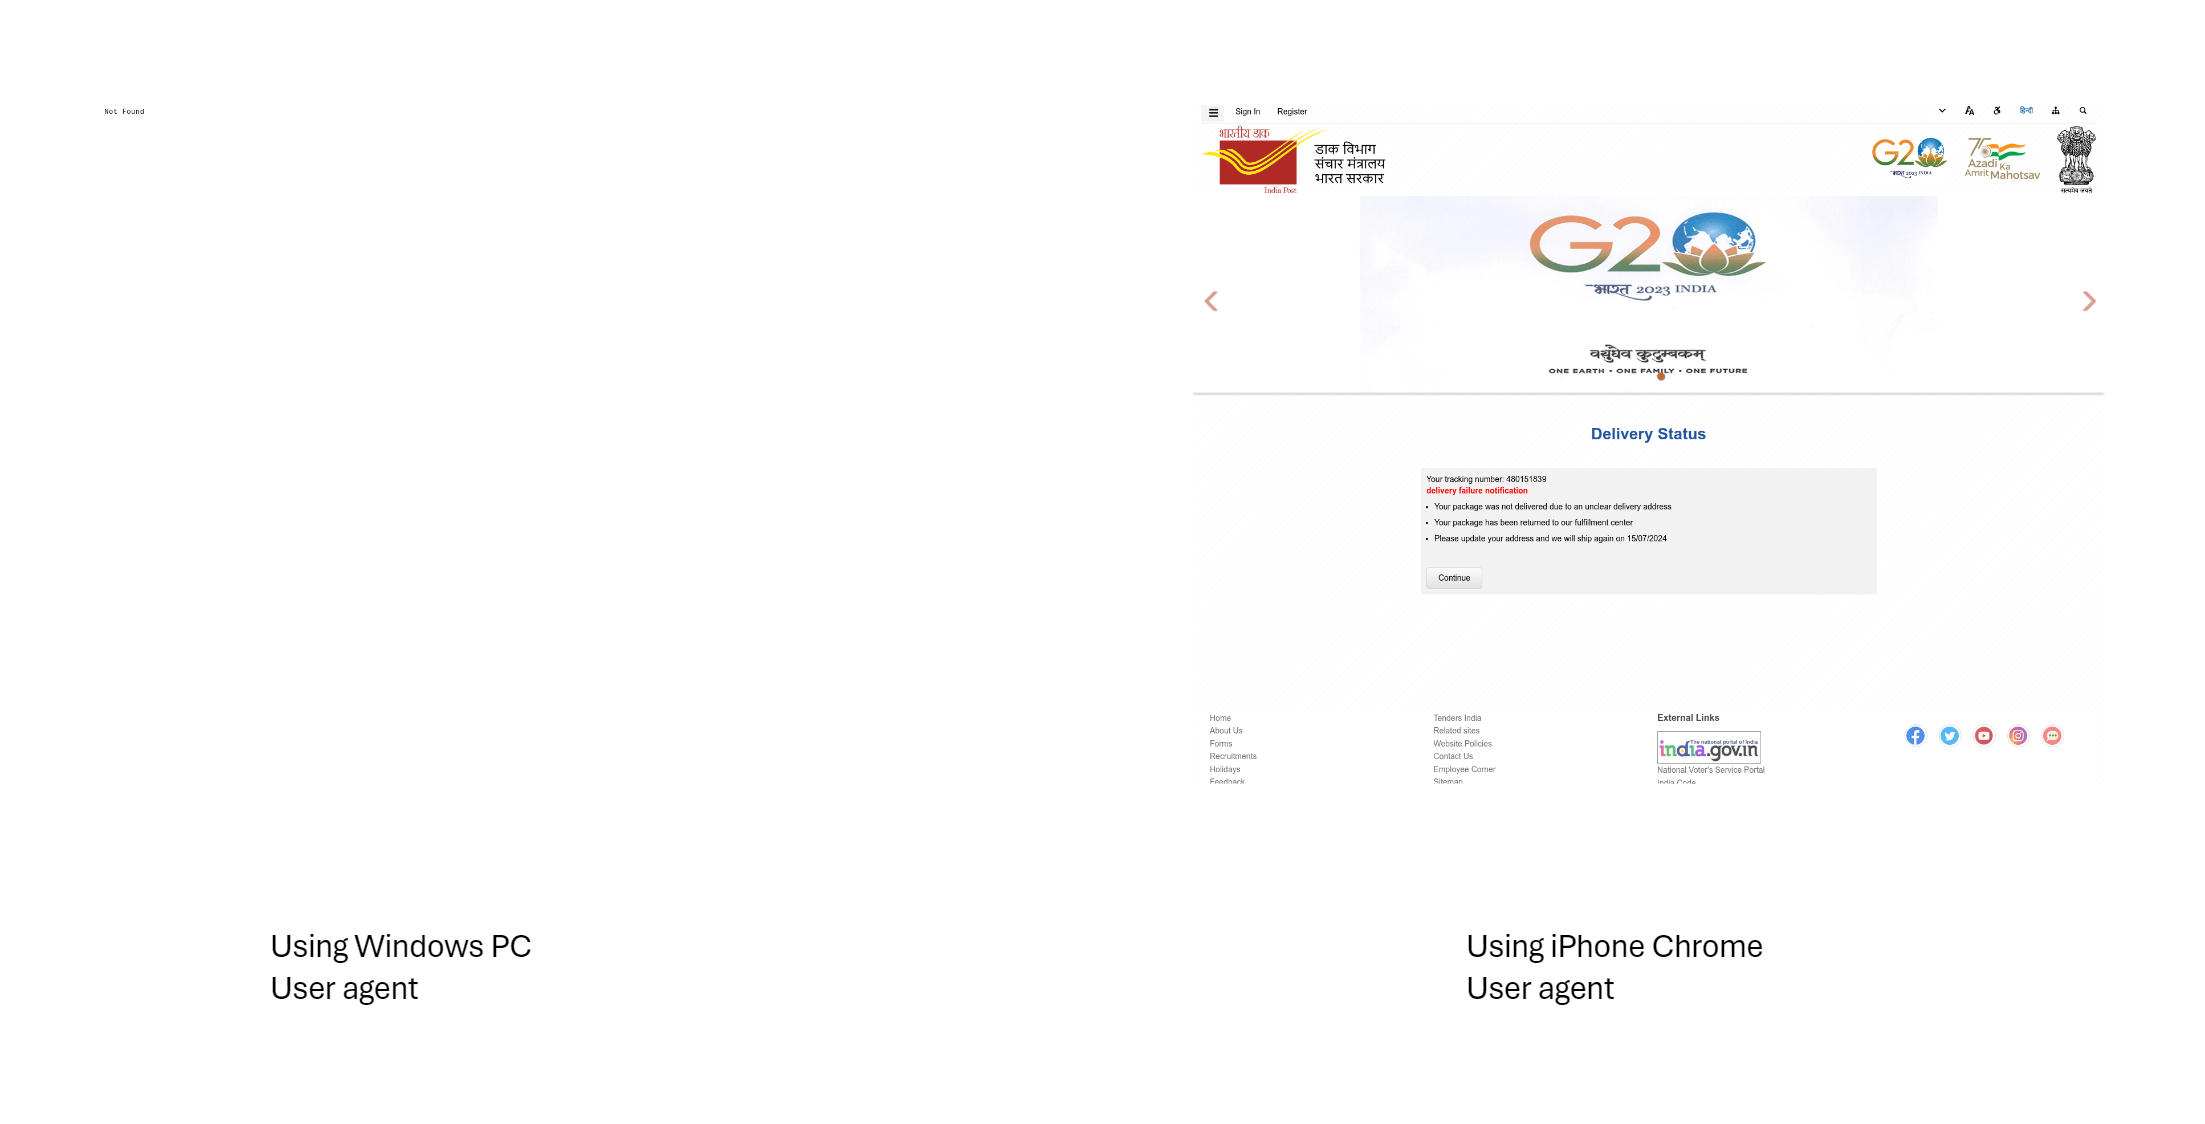 Not Found
Sign In Register
हिन्दी
भारतीय डाक
India Post
डाक विभाग
संचार मंत्रालय
भारत सरकार
G20
भारत 2023 INDIA
75
Azadi Ka
Amrit Mahotsav
सत्यमेव जयते
G20
भारत 2023 INDIA
वसुधैव कुटुम्बकम्
ONE EARTH • ONE FAMILY • ONE FUTURE
Delivery Status
Your tracking number: 480151839
delivery failure notification
Your package was not delivered due to an unclear delivery address
Your package has been returned to our fulfillment center
Please update your address and we will ship again on 15/07/2024
Continue
Home
About Us
Forms
Recruitments
Holidays
Feedback
Tenders India
Related sites
Website Policies
Contact Us
Employee Corner
Sitemap
External Links
The national portal of India
india.gov.in
National Voter's Service Portal
India Code
Using Windows PC
User agent
Using iPhone Chrome
User agent